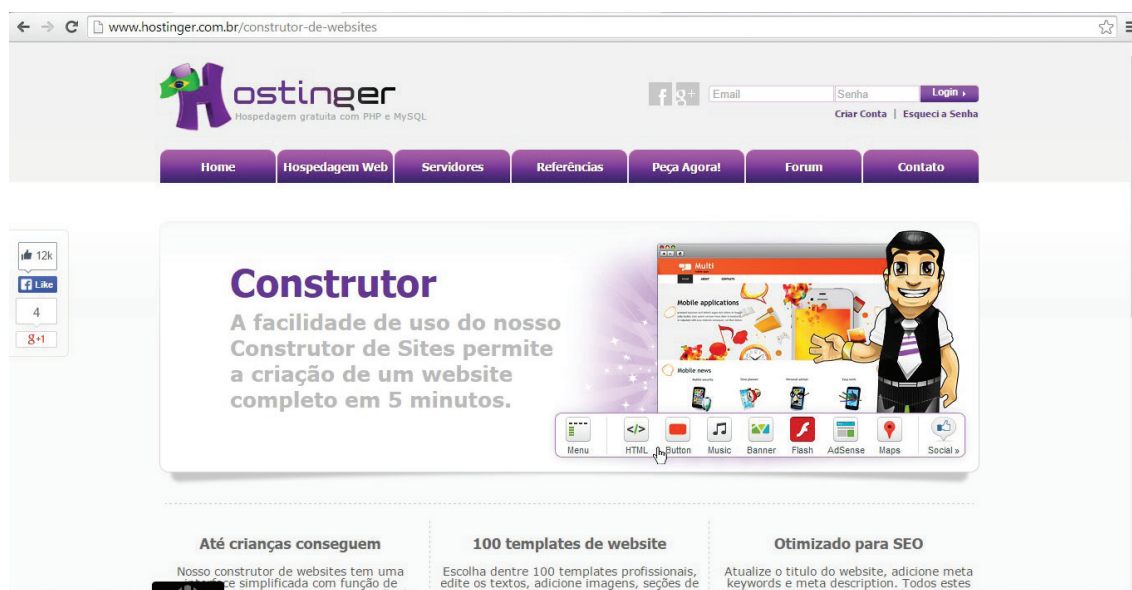 www.hostinger.com.br/construtor-de-websites
Hostinger
Hospedagem gratuita com PHP e MySQL
f g+ Email Senha Login
Criar Conta | Esqueci a Senha
Home Hospedagem Web Servidores Referências Peça Agora! Forum Contato
12k
Like
4
g+1
Construtor
A facilidade de uso do nosso
Construtor de Sites permite
a criação de um website
completo em 5 minutos.
Multi
Mobile applications
Mobile news
Menu HTML Button Music Banner Flash AdSense Maps Social »
Até crianças conseguem
Nosso construtor de websites tem uma
interface simplificada com função de
100 templates de website
Escolha dentre 100 templates profissionais,
edite os textos, adicione imagens, seções de
Otimizado para SEO
Atualize o titulo do website, adicione meta
keywords e meta description. Todos estes